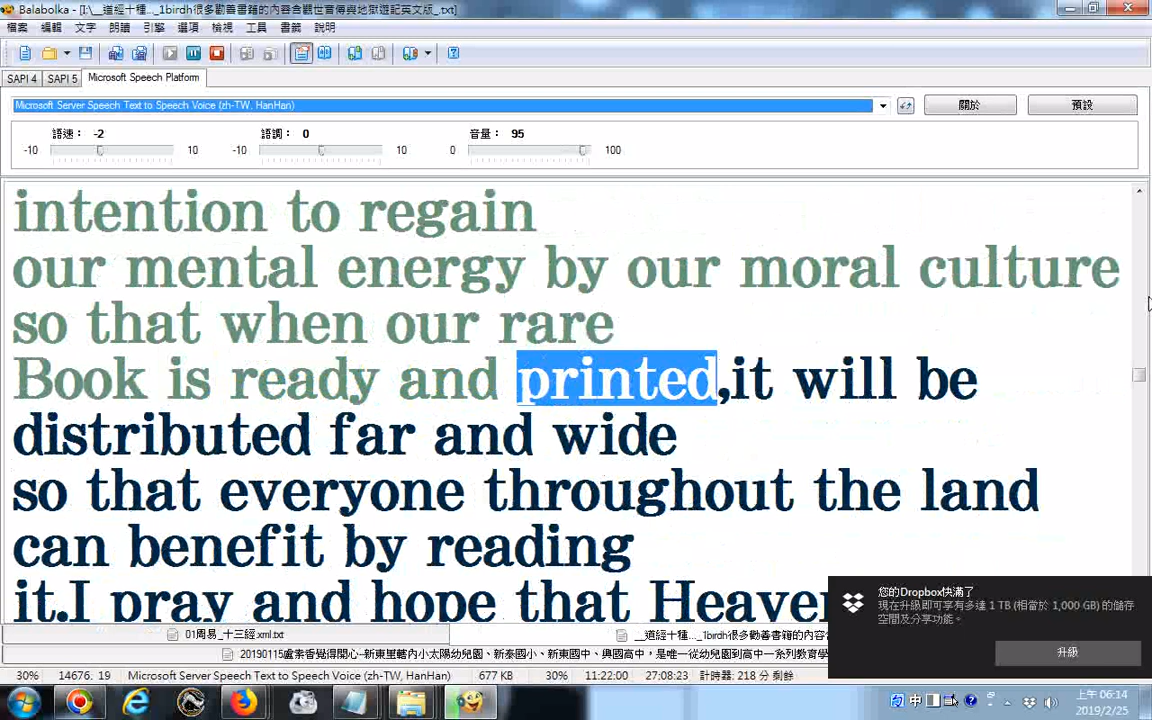 Balabolka - [I:\__道經十種..._1birdh很多勸善書籍的內容含觀世音傳與地獄遊記英文版_.txt]
檔案 編輯 文字 朗讀 引擎 選項 檢視 工具 書籤 說明
SAPI 4 SAPI 5 Microsoft Speech Platform
Microsoft Server Speech Text to Speech Voice (zh-TW, HanHan)
關於 預設
語速： -2 語調： 0 音量： 95
-10 10 -10 10 0 100
intention to regain
our mental energy by our moral culture
so that when our rare
Book is ready and printed,it will be
distributed far and wide
so that everyone throughout the land
can benefit by reading
it.I pray and hope that Heaven
您的Dropbox快滿了
現在升級即可享有多達 1 TB (相當於 1,000 GB) 的儲存
空間及分享功能。
升級
01周易_十三經.xml.txt
__道經十種..._1birdh很多勸善書籍的內容含
20190115盧素香覺得開心--新東里轄內小太陽幼兒園、新泰國小、新東國中、興國高中，是唯一從幼兒園到高中一系列教育學
30% 14676. 19 Microsoft Server Speech Text to Speech Voice (zh-TW, HanHan) 677 KB 30% 11:22:00 27:08:23 計時器: 218 分 剩餘
中
上午 06:14
2019/2/25